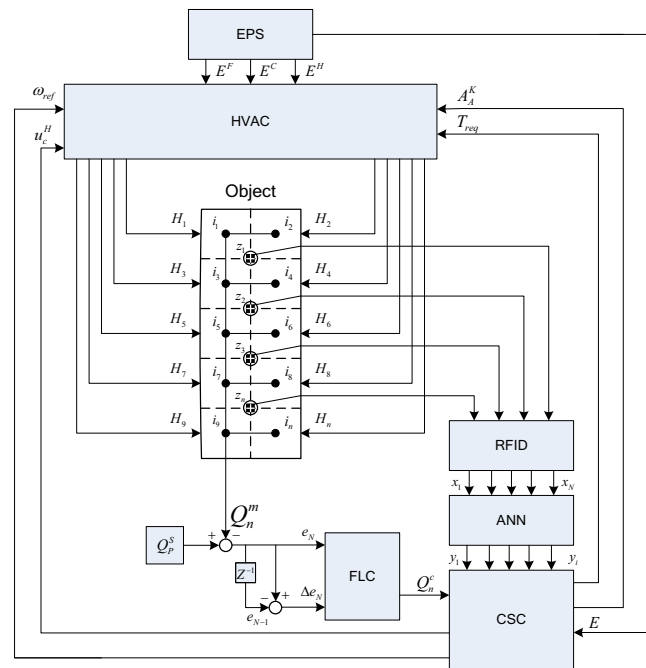 EPS
E^F E^C E^H
ω_ref
A_A^K
HVAC
T_req
u_c^H
Object
H_1 i_1 i_2 H_2
z_1
H_3 i_3 i_4 H_4
z_2
H_5 i_5 i_6 H_6
z_3
H_7 i_7 i_8 H_8
z_n
H_9 i_9 i_n H_n
RFID
x_1 x_N
Q_n^m
ANN
Q_P^S + − e_N
y_1 y_i
Z^{-1} FLC Q_n^c
− + Δe_N
e_{N-1}
CSC E